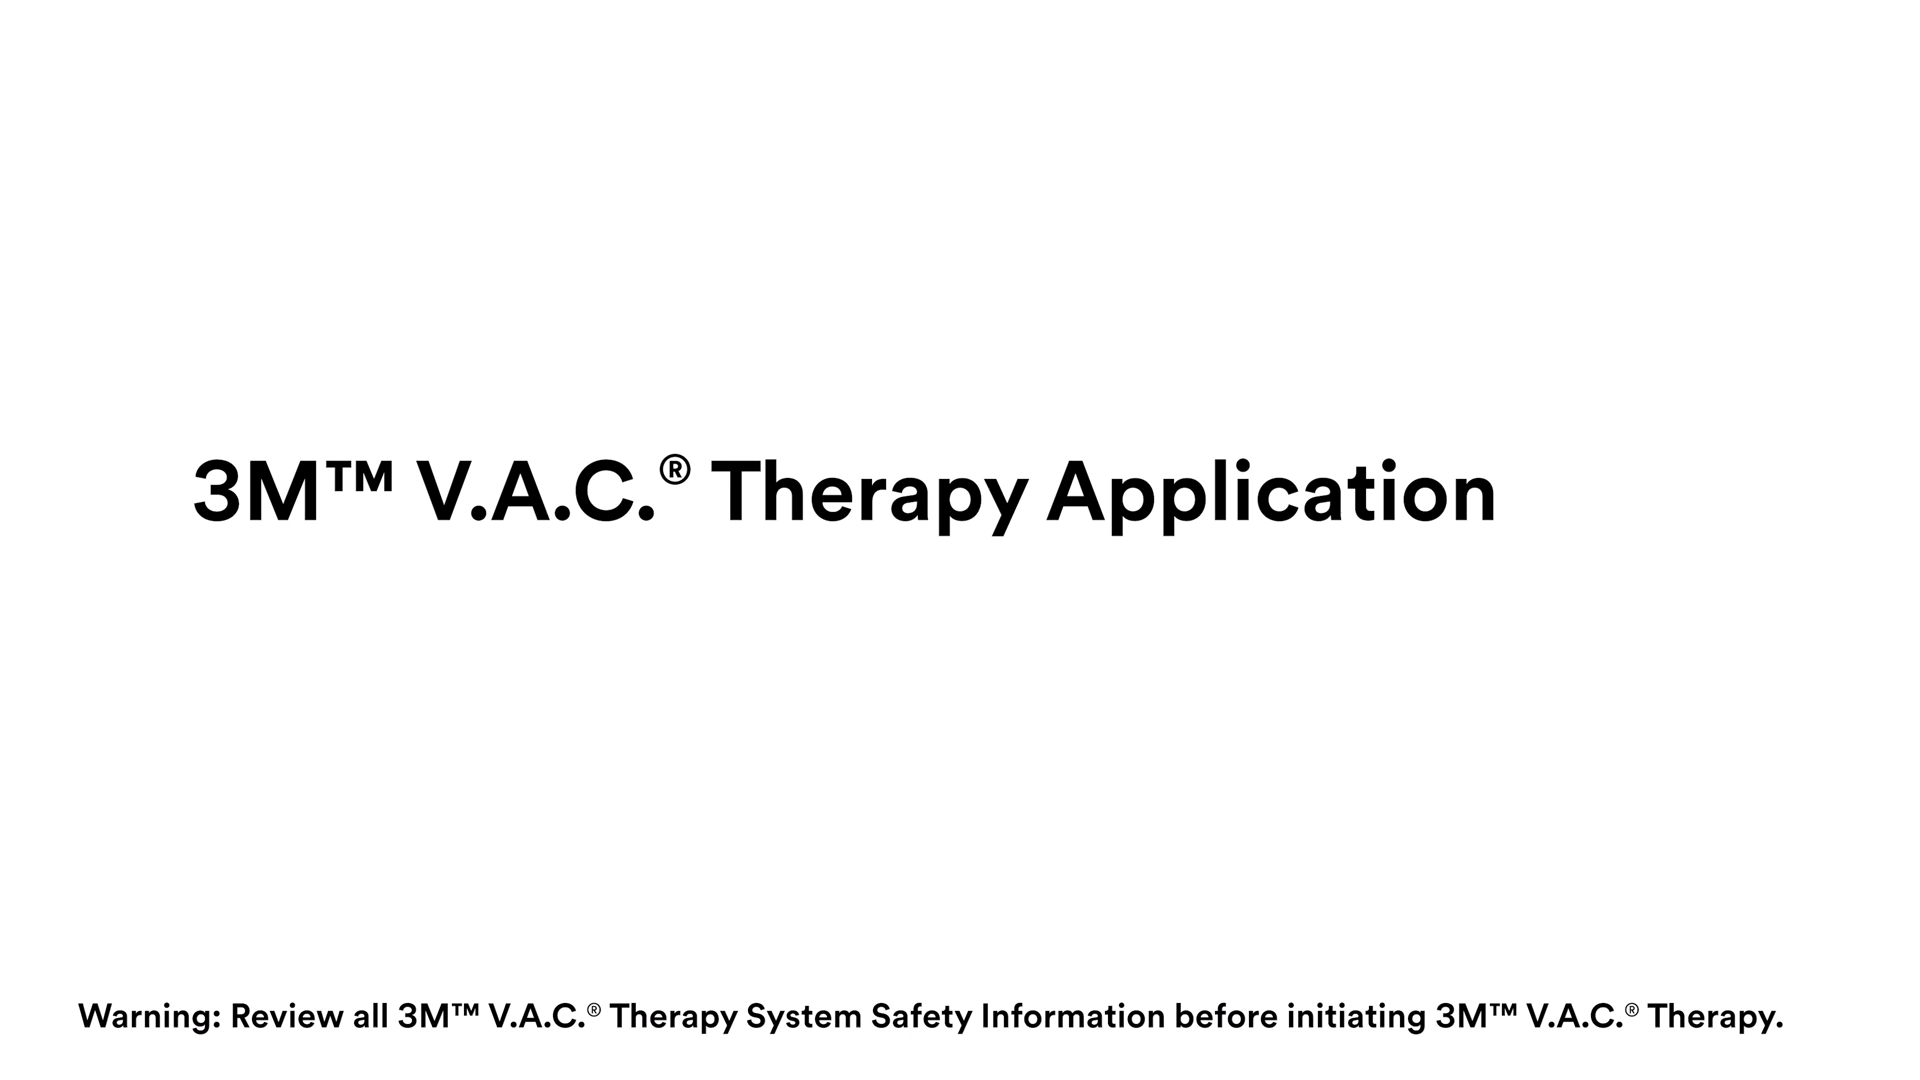 3M™ V.A.C.® Therapy Application
Warning: Review all 3M™ V.A.C.® Therapy System Safety Information before initiating 3M™ V.A.C.® Therapy.